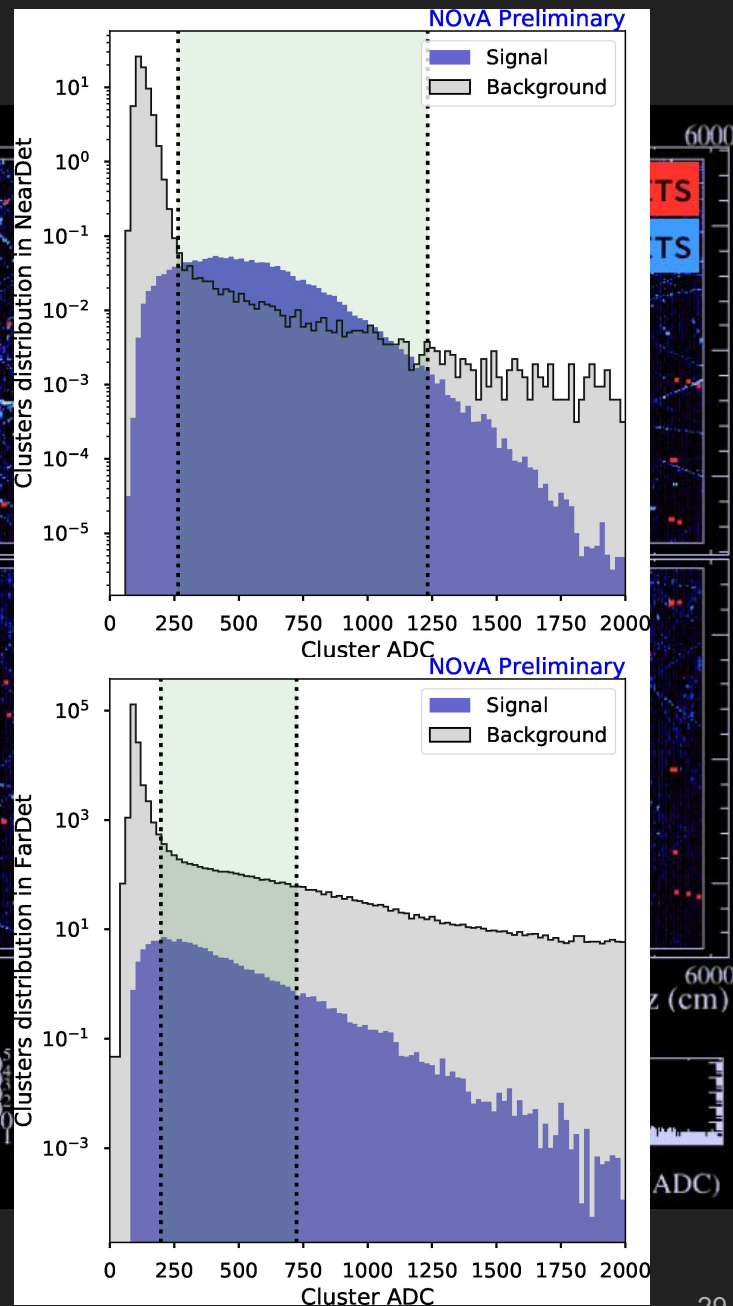 NOvA Preliminary
Signal
Background
Clusters distribution in NearDet
10¹
10⁰
10⁻¹
10⁻²
10⁻³
10⁻⁴
10⁻⁵
0 250 500 750 1000 1250 1500 1750 2000
Cluster ADC
NOvA Preliminary
Signal
Background
Clusters distribution in FarDet
10⁵
10³
10¹
10⁻¹
10⁻³
0 250 500 750 1000 1250 1500 1750 2000
Cluster ADC
6000
TS
TS
6000
z (cm)
ADC)